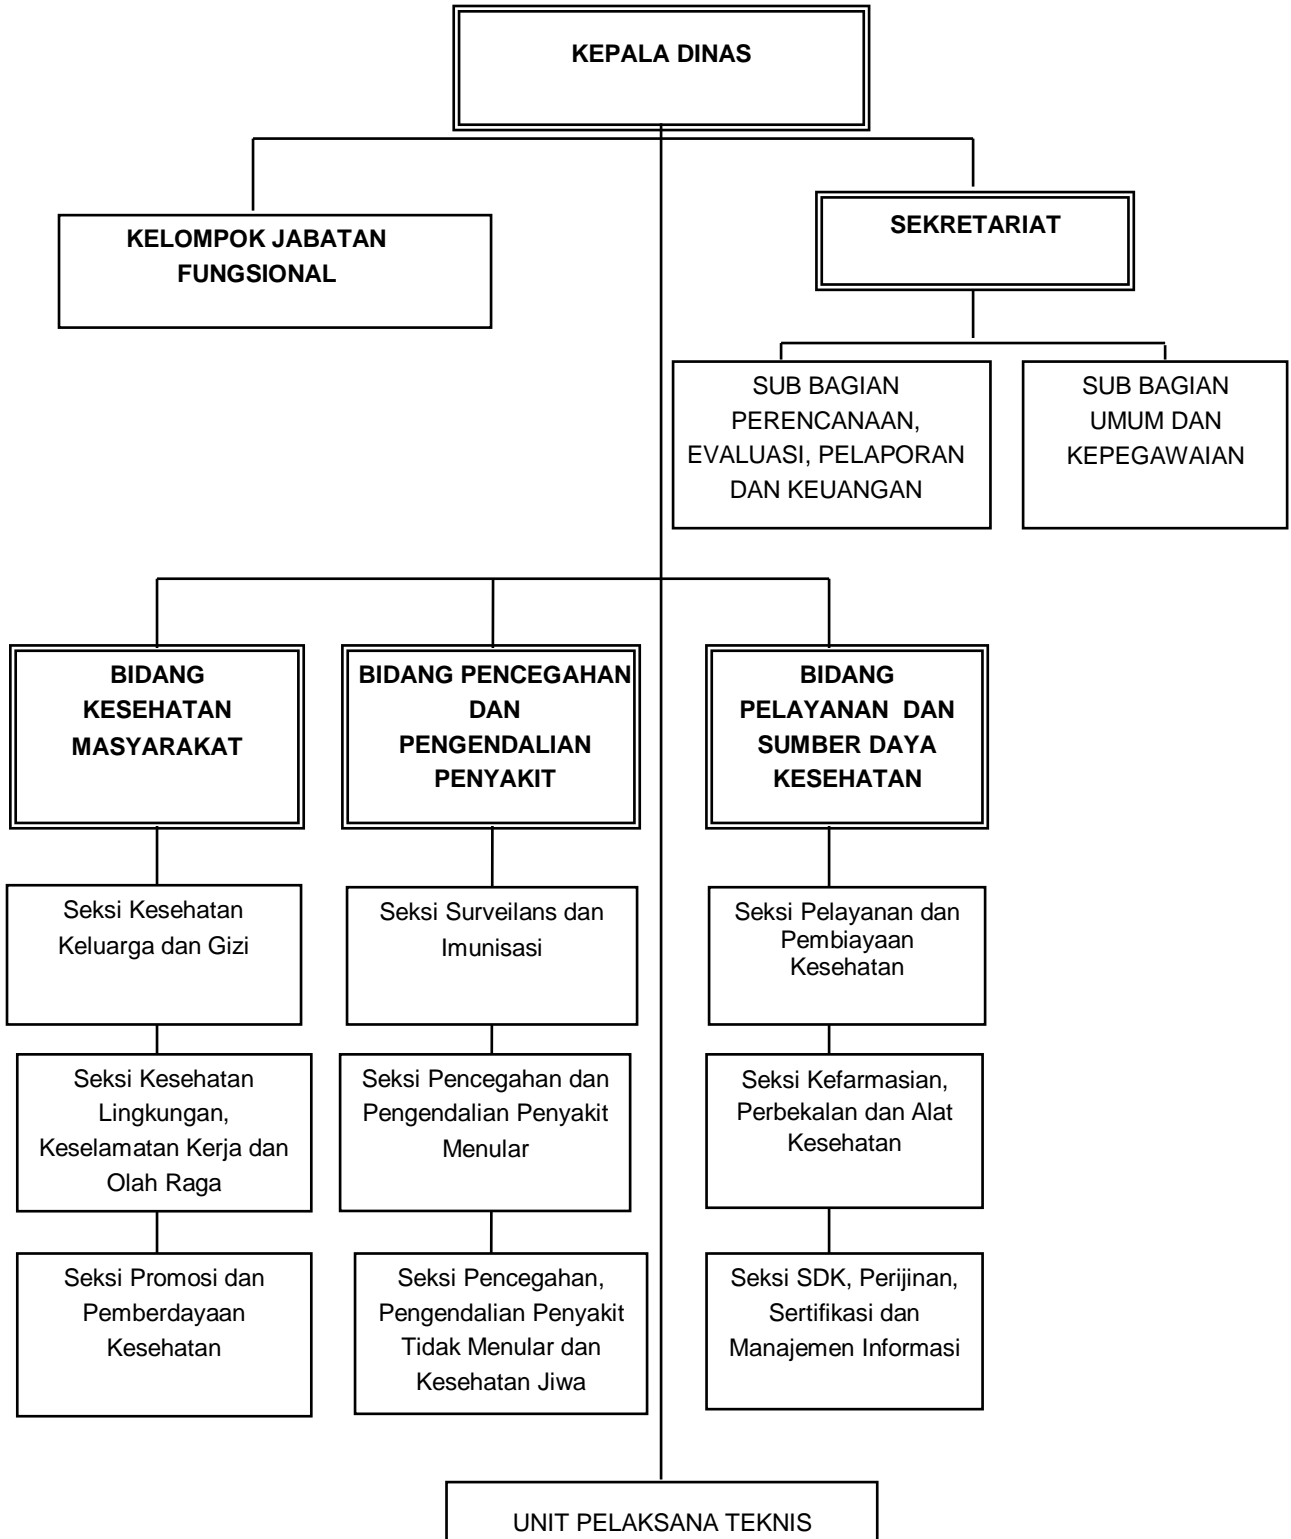 KEPALA DINAS
KELOMPOK JABATAN
FUNGSIONAL
SEKRETARIAT
SUB BAGIAN
PERENCANAAN,
EVALUASI, PELAPORAN
DAN KEUANGAN
SUB BAGIAN
UMUM DAN
KEPEGAWAIAN
BIDANG
KESEHATAN
MASYARAKAT
BIDANG PENCEGAHAN
DAN
PENGENDALIAN
PENYAKIT
BIDANG
PELAYANAN DAN
SUMBER DAYA
KESEHATAN
Seksi Kesehatan
Keluarga dan Gizi
Seksi Surveilans dan
Imunisasi
Seksi Pelayanan dan
Pembiayaan
Kesehatan
Seksi Kesehatan
Lingkungan,
Keselamatan Kerja dan
Olah Raga
Seksi Pencegahan dan
Pengendalian Penyakit
Menular
Seksi Kefarmasian,
Perbekalan dan Alat
Kesehatan
Seksi Promosi dan
Pemberdayaan
Kesehatan
Seksi Pencegahan,
Pengendalian Penyakit
Tidak Menular dan
Kesehatan Jiwa
Seksi SDK, Perijinan,
Sertifikasi dan
Manajemen Informasi
UNIT PELAKSANA TEKNIS